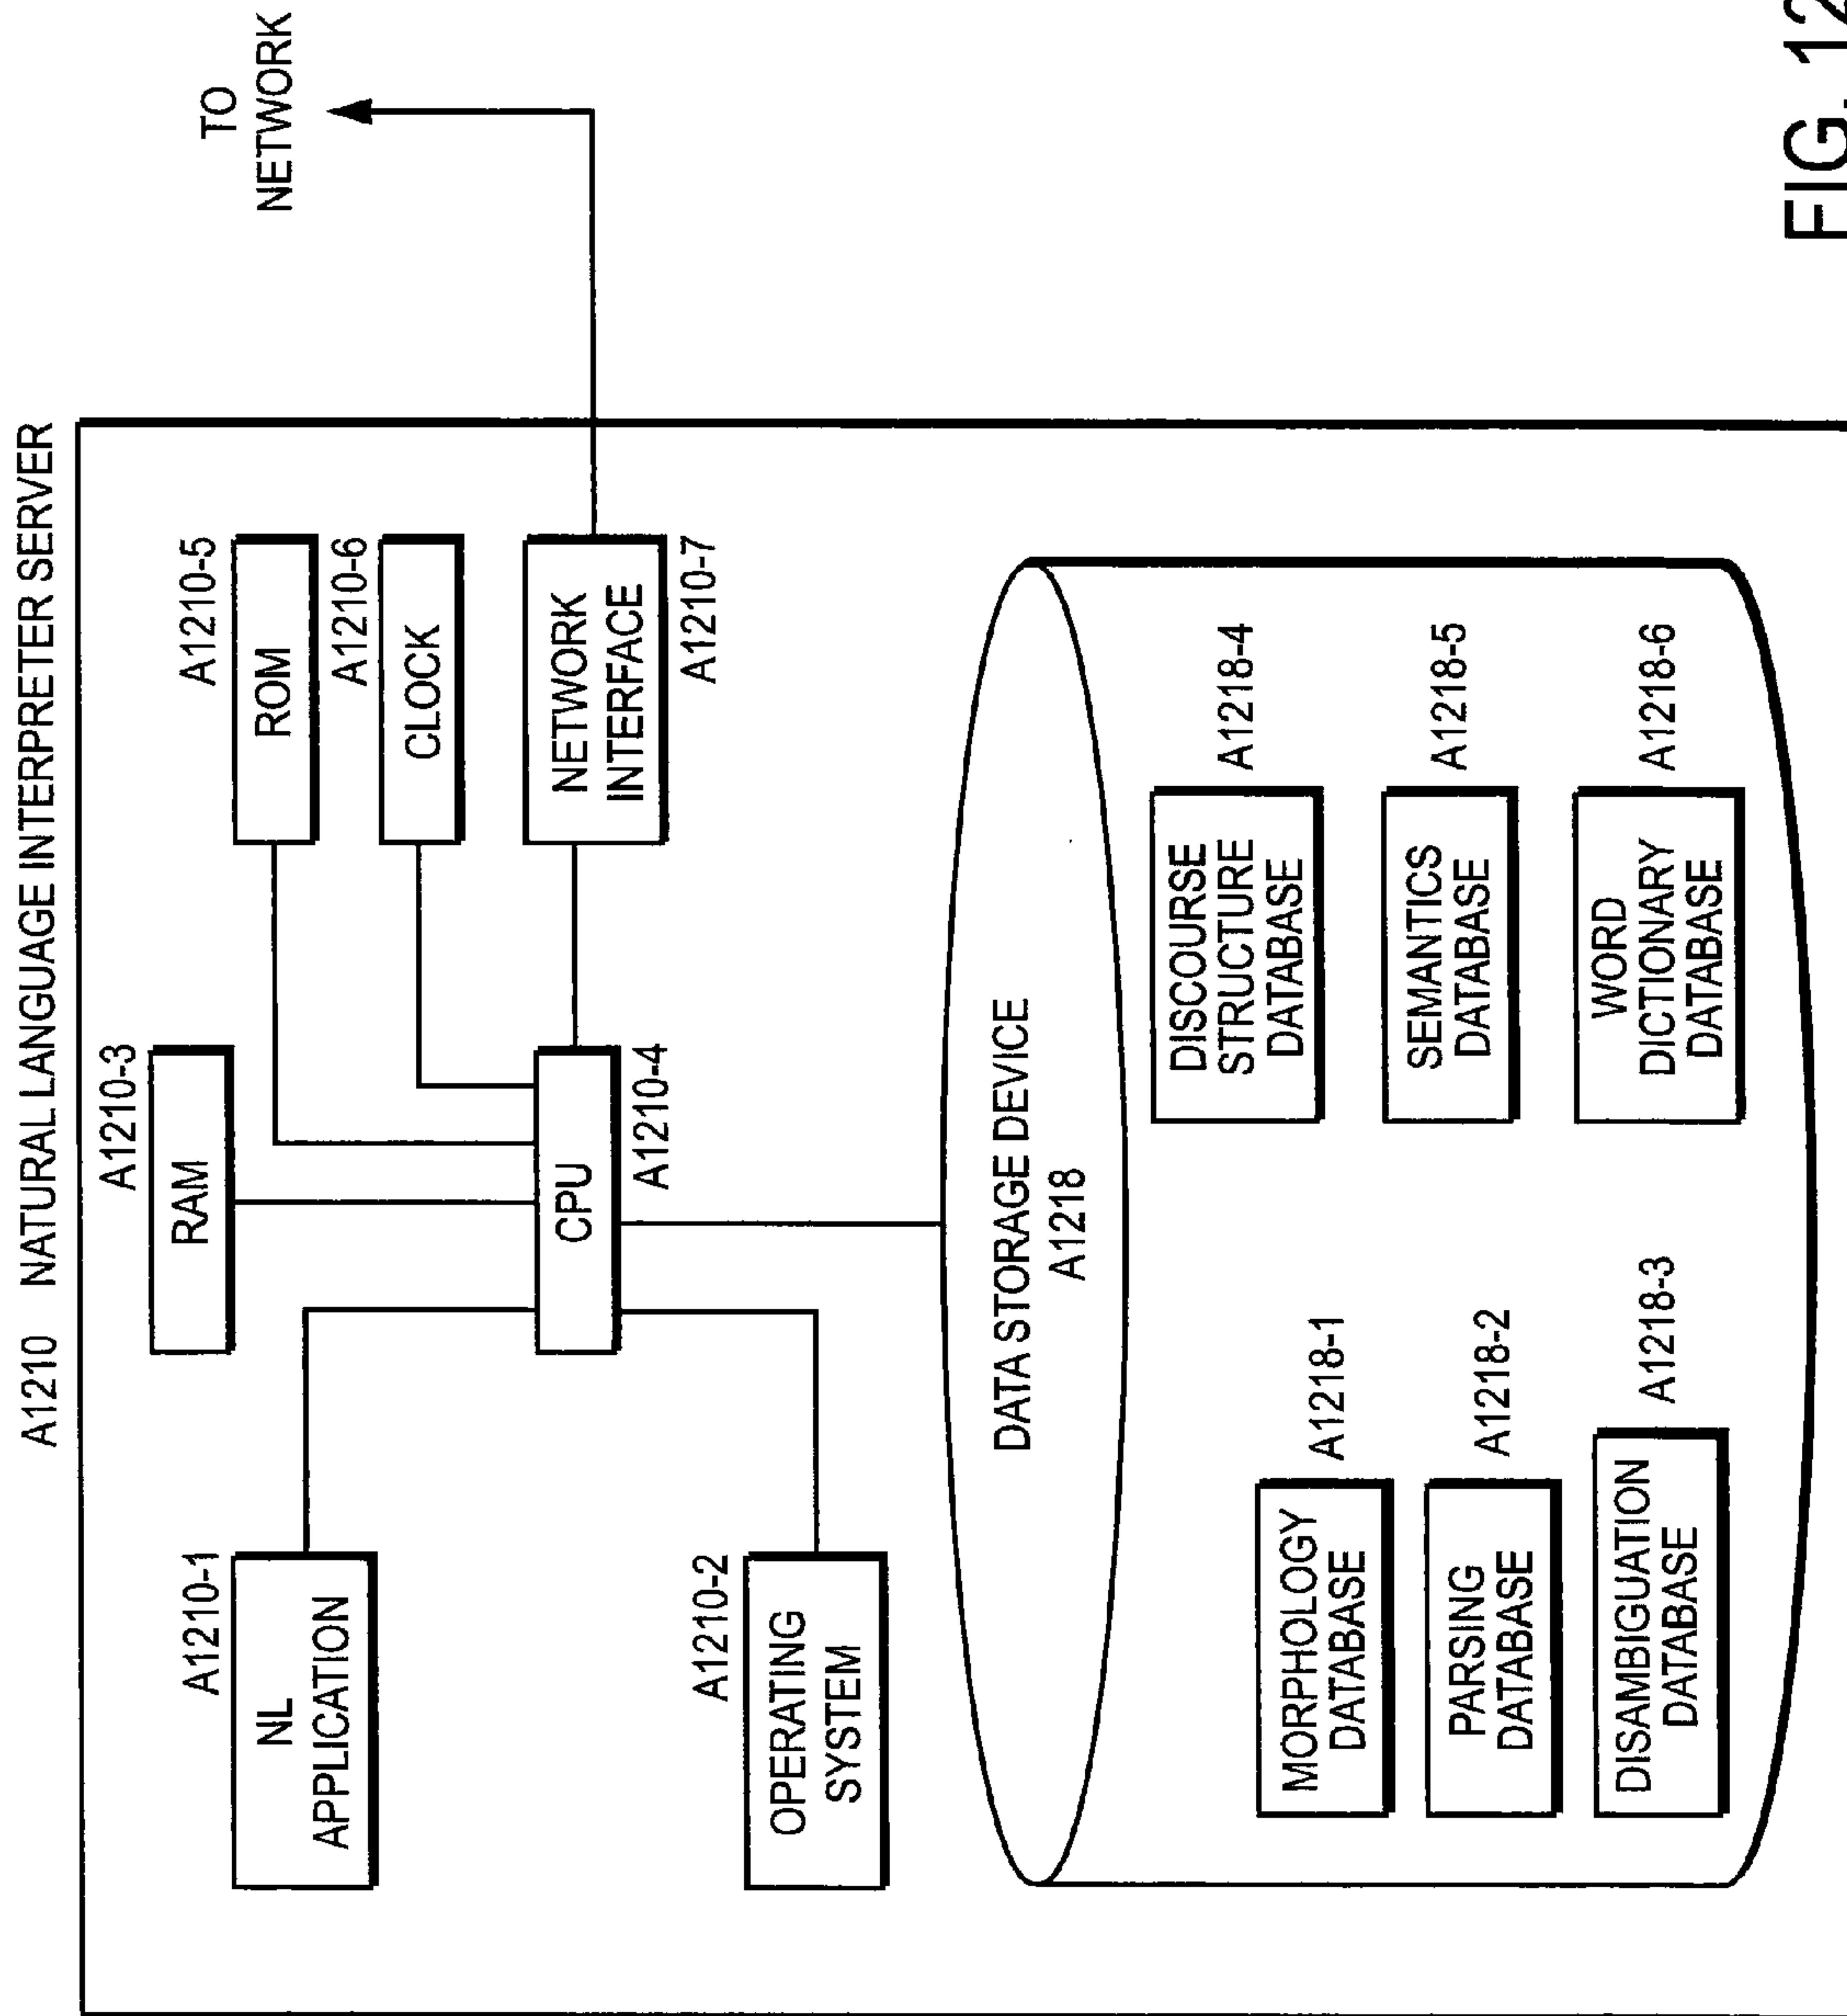 A1210 NATURAL LANGUAGE INTERPRETER SERVER
TO
NETWORK
A1210-1
NL
APPLICATION
A1210-2
OPERATING
SYSTEM
A1210-3
RAM
CPU
A1210-4
A1210-5
ROM
A1210-6
CLOCK
NETWORK
INTERFACE
A1210-7
DATA STORAGE DEVICE
A1218
MORPHOLOGY
DATABASE
A1218-1
PARSING
DATABASE
A1218-2
DISAMBIGUATION
DATABASE
A1218-3
DISCOURSE
STRUCTURE
DATABASE
A1218-4
SEMANTICS
DATABASE
A1218-5
WORD
DICTIONARY
DATABASE
A1218-6
FIG. 12